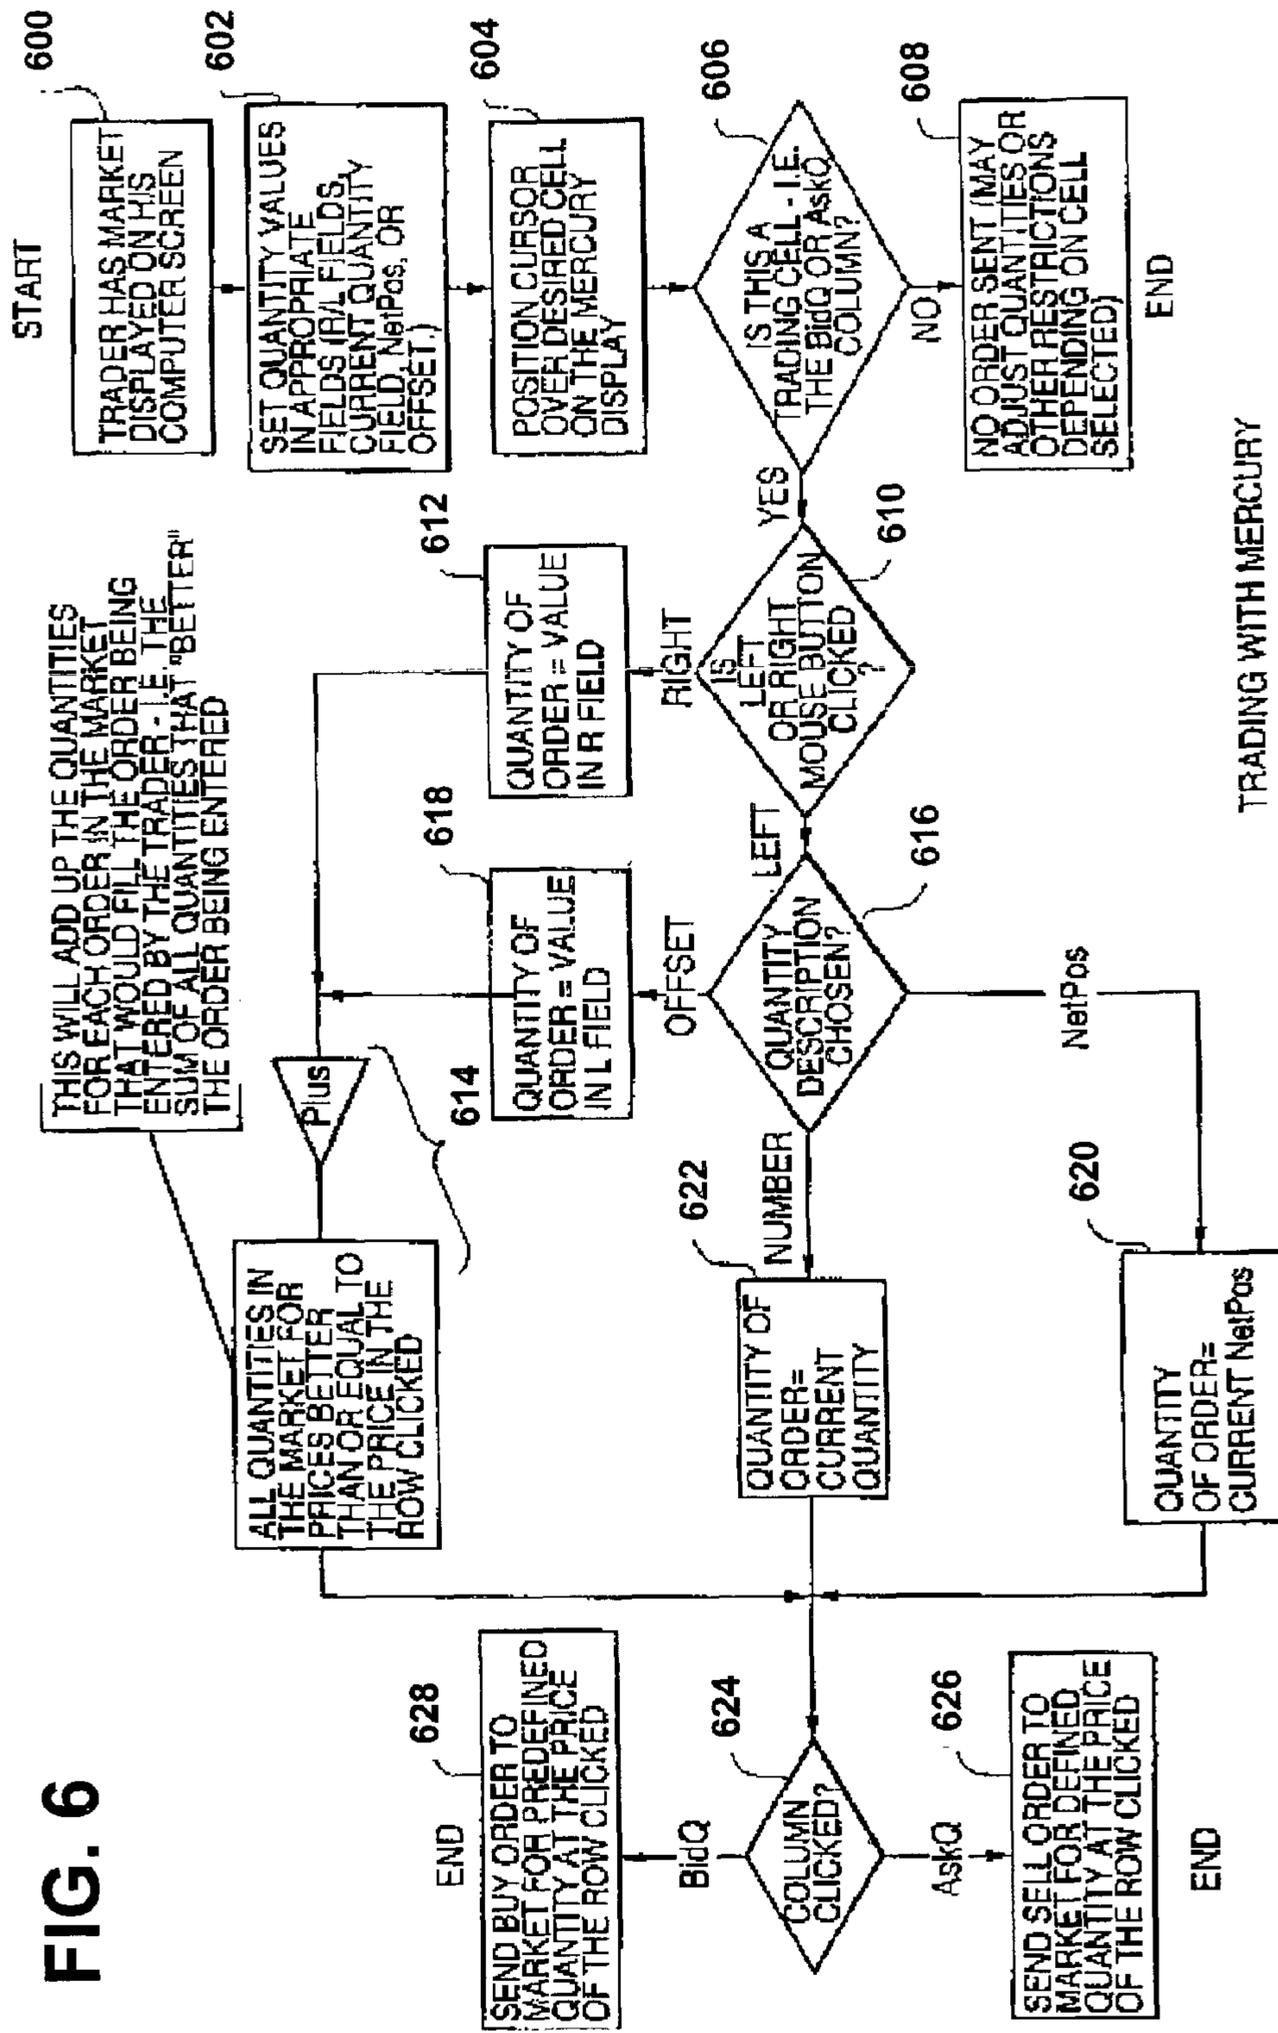 FIG. 6
START
600
TRADER HAS MARKET
DISPLAYED ON HIS
COMPUTER SCREEN
602
SET QUANTITY VALUES
IN APPROPRIATE
FIELDS (R/L FIELDS,
CURRENT QUANTITY
FIELD, NetPos, OR
OFFSET.)
604
POSITION CURSOR
OVER DESIRED CELL
ON THE MERCURY
DISPLAY
606
IS THIS A
TRADING CELL - I.E.
THE BidQ OR AskQ
COLUMN?
NO
608
NO ORDER SENT (MAY
ADJUST QUANTITIES OR
OTHER RESTRICTIONS
DEPENDING ON CELL
SELECTED)
END
YES
610
IS
LEFT
OR RIGHT
MOUSE BUTTON
CLICKED
?
RIGHT
612
QUANTITY OF
ORDER = VALUE
IN R FIELD
LEFT
616
QUANTITY
DESCRIPTION
CHOSEN?
OFFSET
618
QUANTITY OF
ORDER = VALUE
IN L FIELD
614
Plus
THIS WILL ADD UP THE QUANTITIES
FOR EACH ORDER IN THE MARKET
THAT WOULD FILL THE ORDER BEING
ENTERED BY THE TRADER - I.E. THE
SUM OF ALL QUANTITIES THAT "BETTER"
THE ORDER BEING ENTERED
ALL QUANTITIES IN
THE MARKET FOR
PRICES BETTER
THAN OR EQUAL TO
THE PRICE IN THE
ROW CLICKED
NUMBER
622
QUANTITY OF
ORDER=
CURRENT
QUANTITY
NetPos
620
QUANTITY
OF ORDER=
CURRENT NetPos
624
COLUMN
CLICKED?
BidQ
628
SEND BUY ORDER TO
MARKET FOR PREDEFINED
QUANTITY AT THE PRICE
OF THE ROW CLICKED
END
AskQ
626
SEND SELL ORDER TO
MARKET FOR DEFINED
QUANTITY AT THE PRICE
OF THE ROW CLICKED
END
TRADING WITH MERCURY